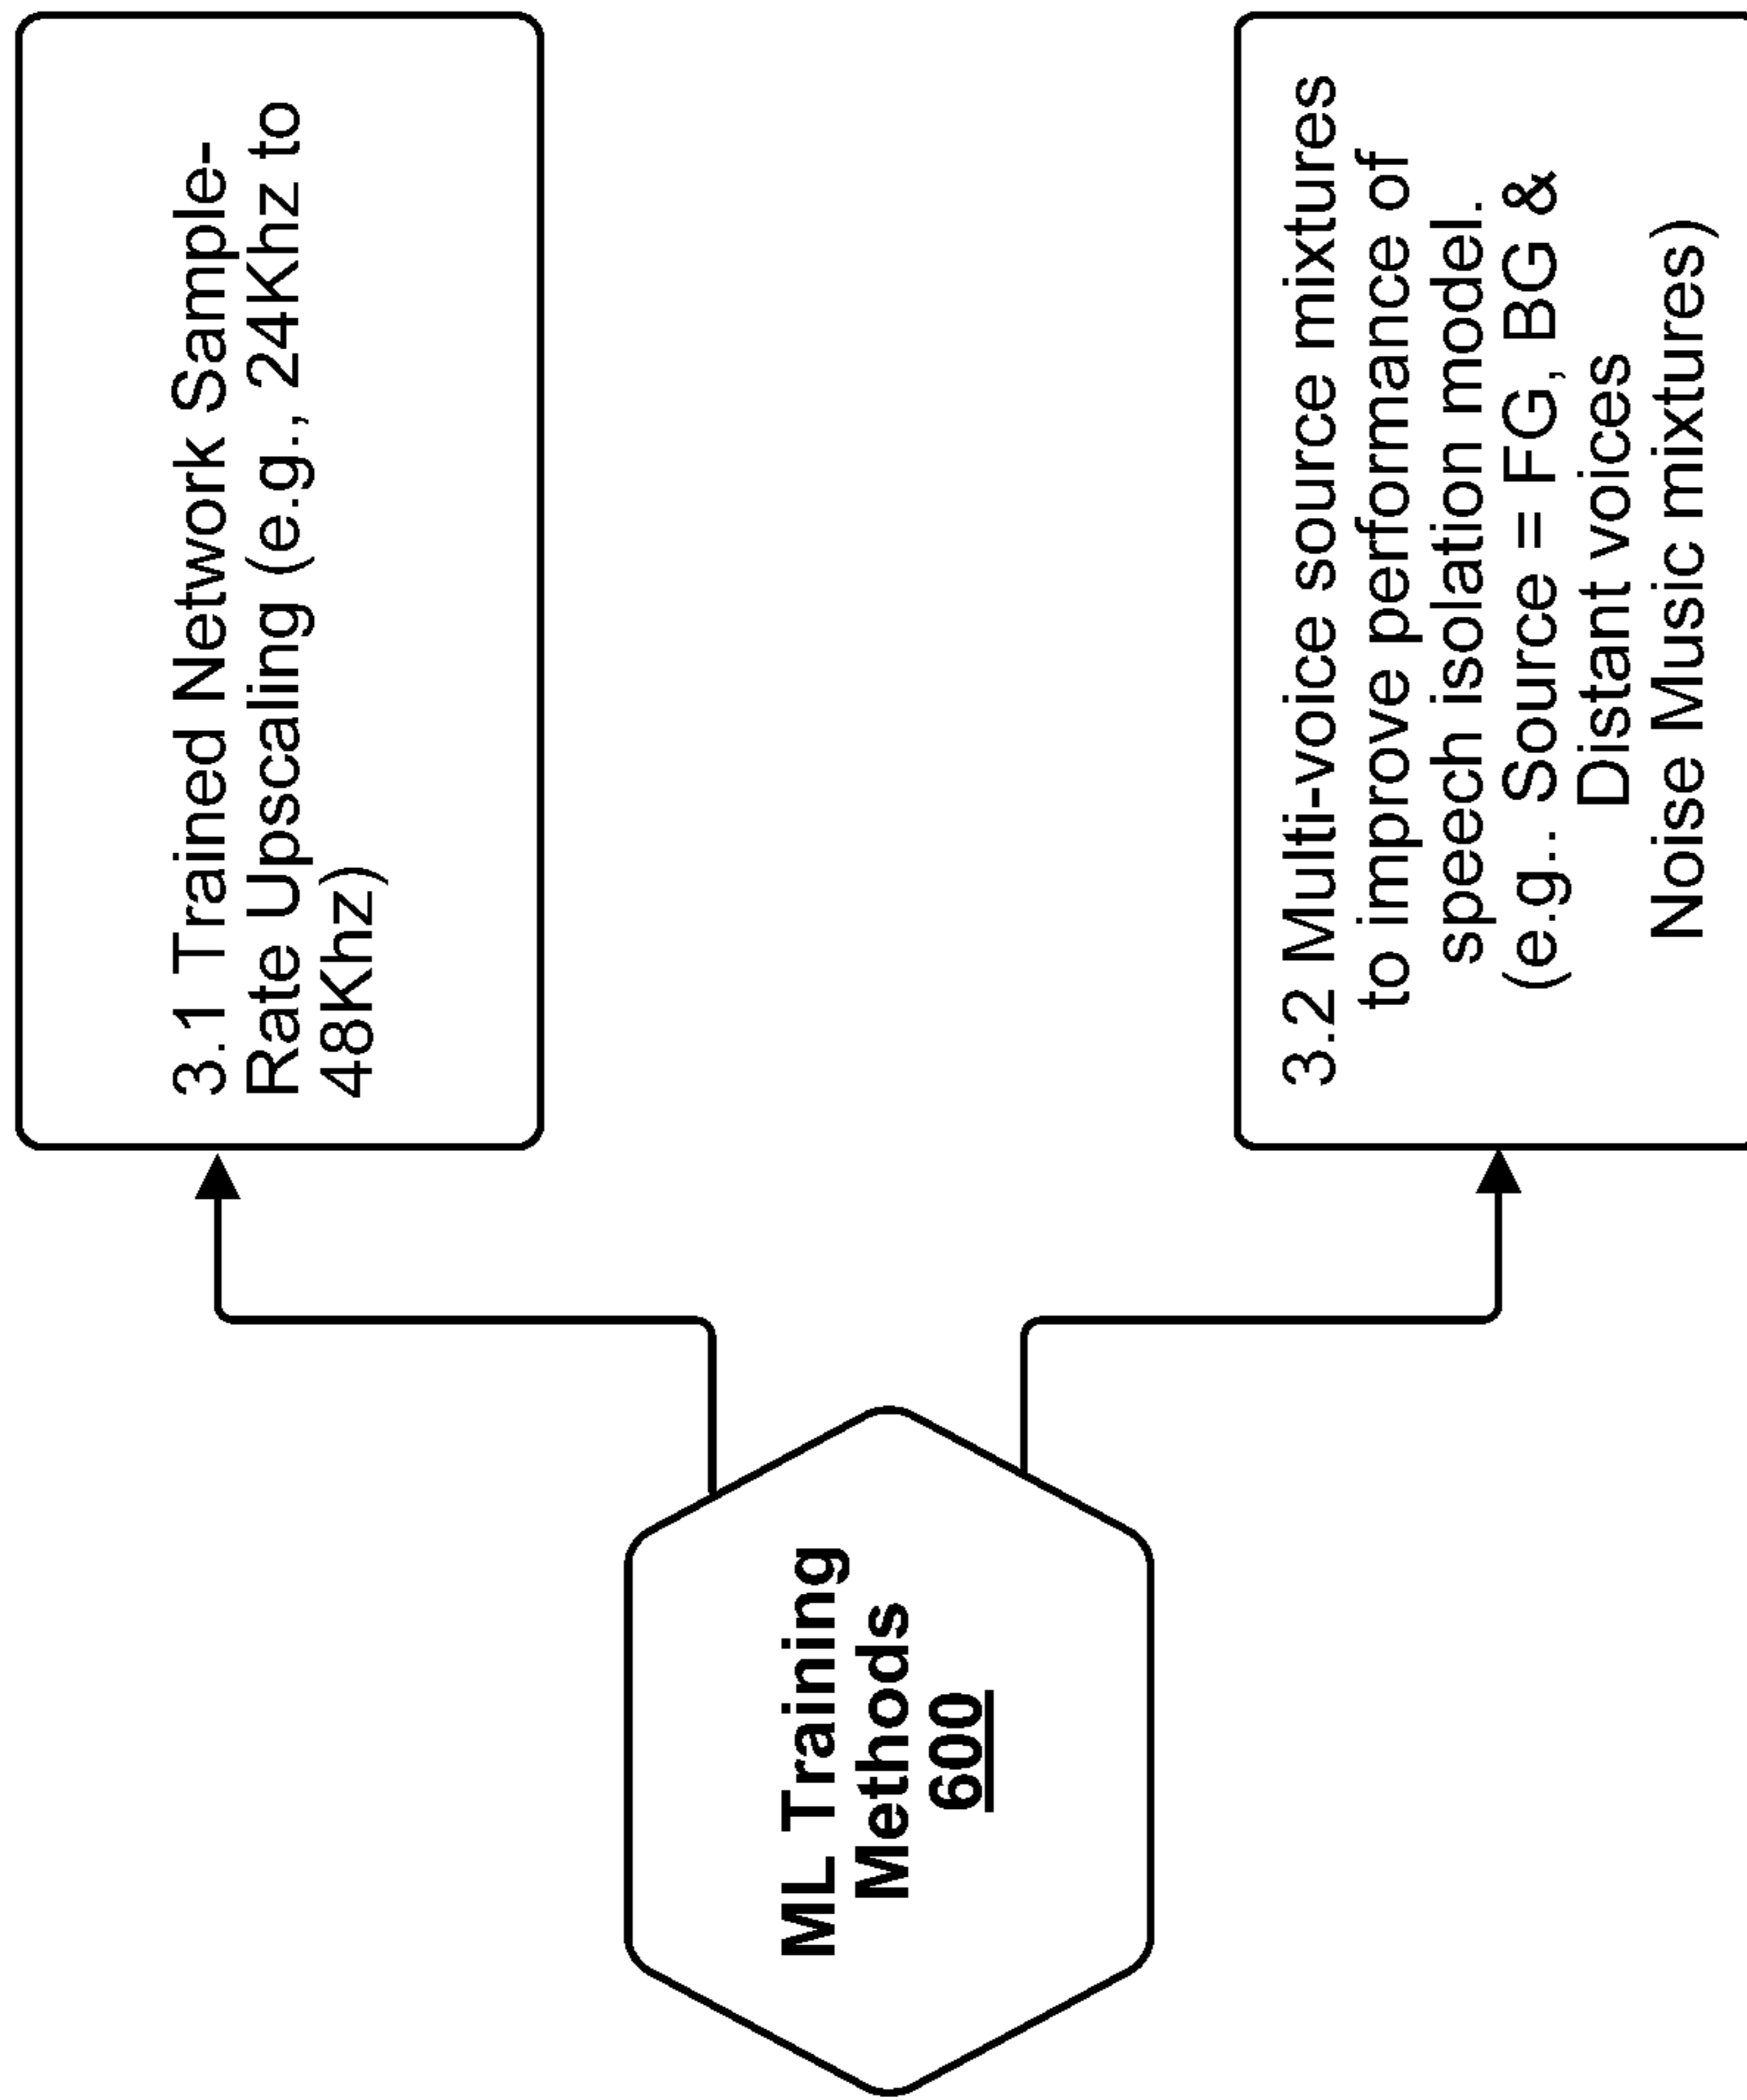 ML Training
Methods
600
3.1 Trained Network Sample-
Rate Upscaling (e.g., 24Khz to
48Khz)
3.2 Multi-voice source mixtures
to improve performance of
speech isolation model.
(e.g.. Source = FG, BG &
Distant voices
Noise Music mixtures)